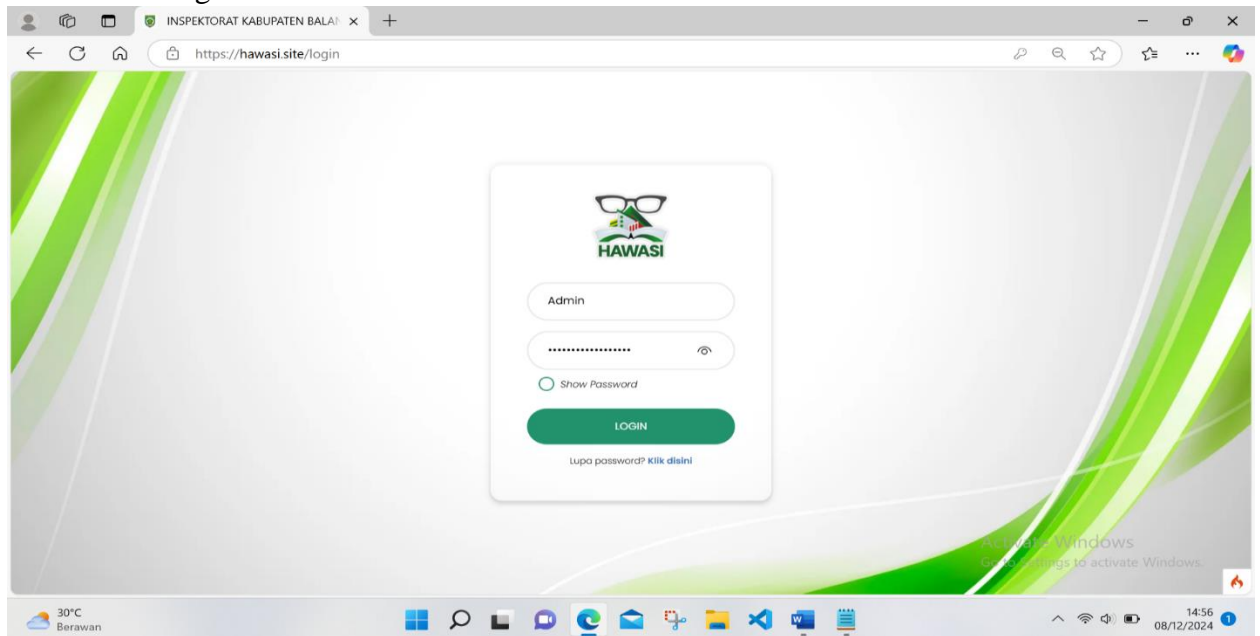 INSPEKTORAT KABUPATEN BALAN
https://hawasi.site/login
HAWASI
Admin
Show Password
LOGIN
Lupa password? Klik disini
Activate Windows
Go to Settings to activate Windows.
30°C
Berawan
14:56
08/12/2024
1